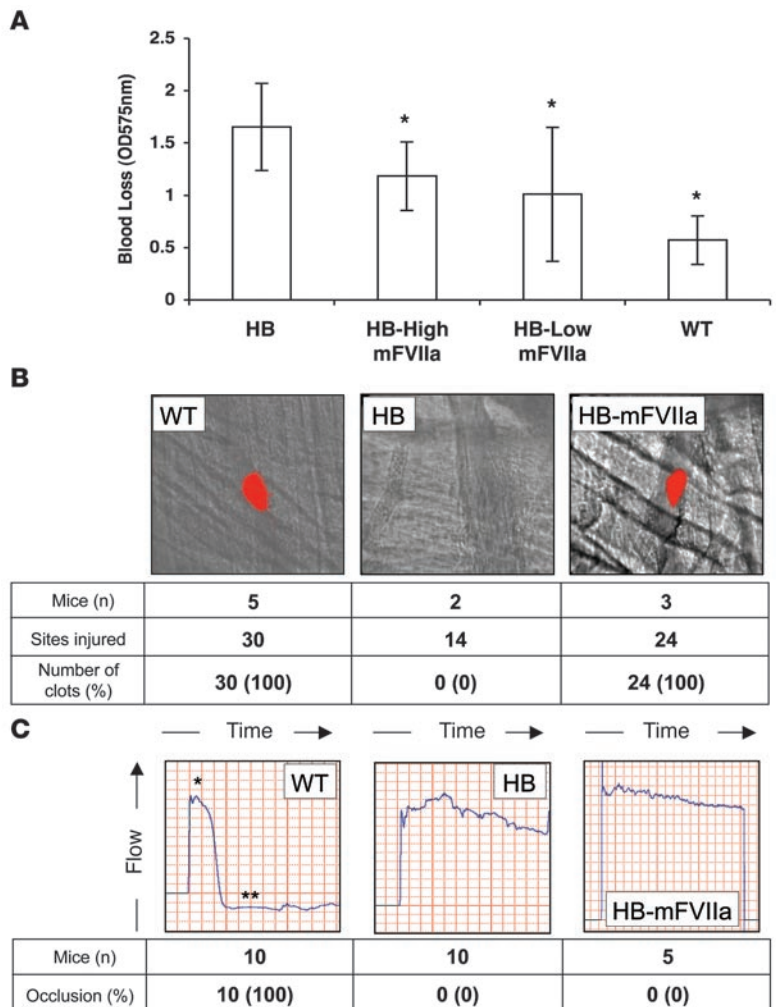 A
Blood Loss (OD575nm)
2.5
2
1.5
1
0.5
0
*
*
*
HB
HB-High
mFVIIa
HB-Low
mFVIIa
WT
B
WT
HB
HB-mFVIIa
Mice (n) 5 2 3
Sites injured 30 14 24
Number of
clots (%) 30 (100) 0 (0) 24 (100)
C
Time
Time
Time
Flow
*
**
WT
HB
HB-mFVIIa
Mice (n) 10 10 5
Occlusion (%) 10 (100) 0 (0) 0 (0)